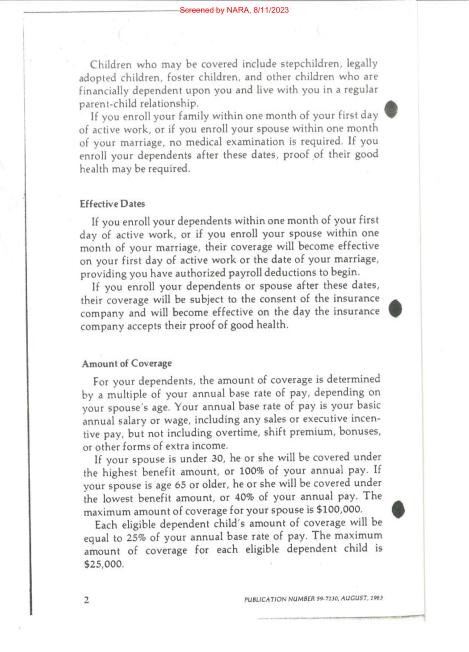 Screened by NARA, 8/11/2023
Children who may be covered include stepchildren, legally
adopted children, foster children, and other children who are
financially dependent upon you and live with you in a regular
parent-child relationship.
If you enroll your family within one month of your first day
of active work, or if you enroll your spouse within one month
of your marriage, no medical examination is required. If you
enroll your dependents after these dates, proof of their good
health may be required.
Effective Dates
If you enroll your dependents within one month of your first
day of active work, or if you enroll your spouse within one
month of your marriage, their coverage will become effective
on your first day of active work or the date of your marriage,
providing you have authorized payroll deductions to begin.
If you enroll your dependents or spouse after these dates,
their coverage will be subject to the consent of the insurance
company and will become effective on the day the insurance
company accepts their proof of good health.
Amount of Coverage
For your dependents, the amount of coverage is determined
by a multiple of your annual base rate of pay, depending on
your spouse's age. Your annual base rate of pay is your basic
annual salary or wage, including any sales or executive incen-
tive pay, but not including overtime, shift premium, bonuses,
or other forms of extra income.
If your spouse is under 30, he or she will be covered under
the highest benefit amount, or 100% of your annual pay. If
your spouse is age 65 or older, he or she will be covered under
the lowest benefit amount, or 40% of your annual pay. The
maximum amount of coverage for your spouse is $100,000.
Each eligible dependent child's amount of coverage will be
equal to 25% of your annual base rate of pay. The maximum
amount of coverage for each eligible dependent child is
$25,000.
2
PUBLICATION NUMBER 59-7130, AUGUST, 1983